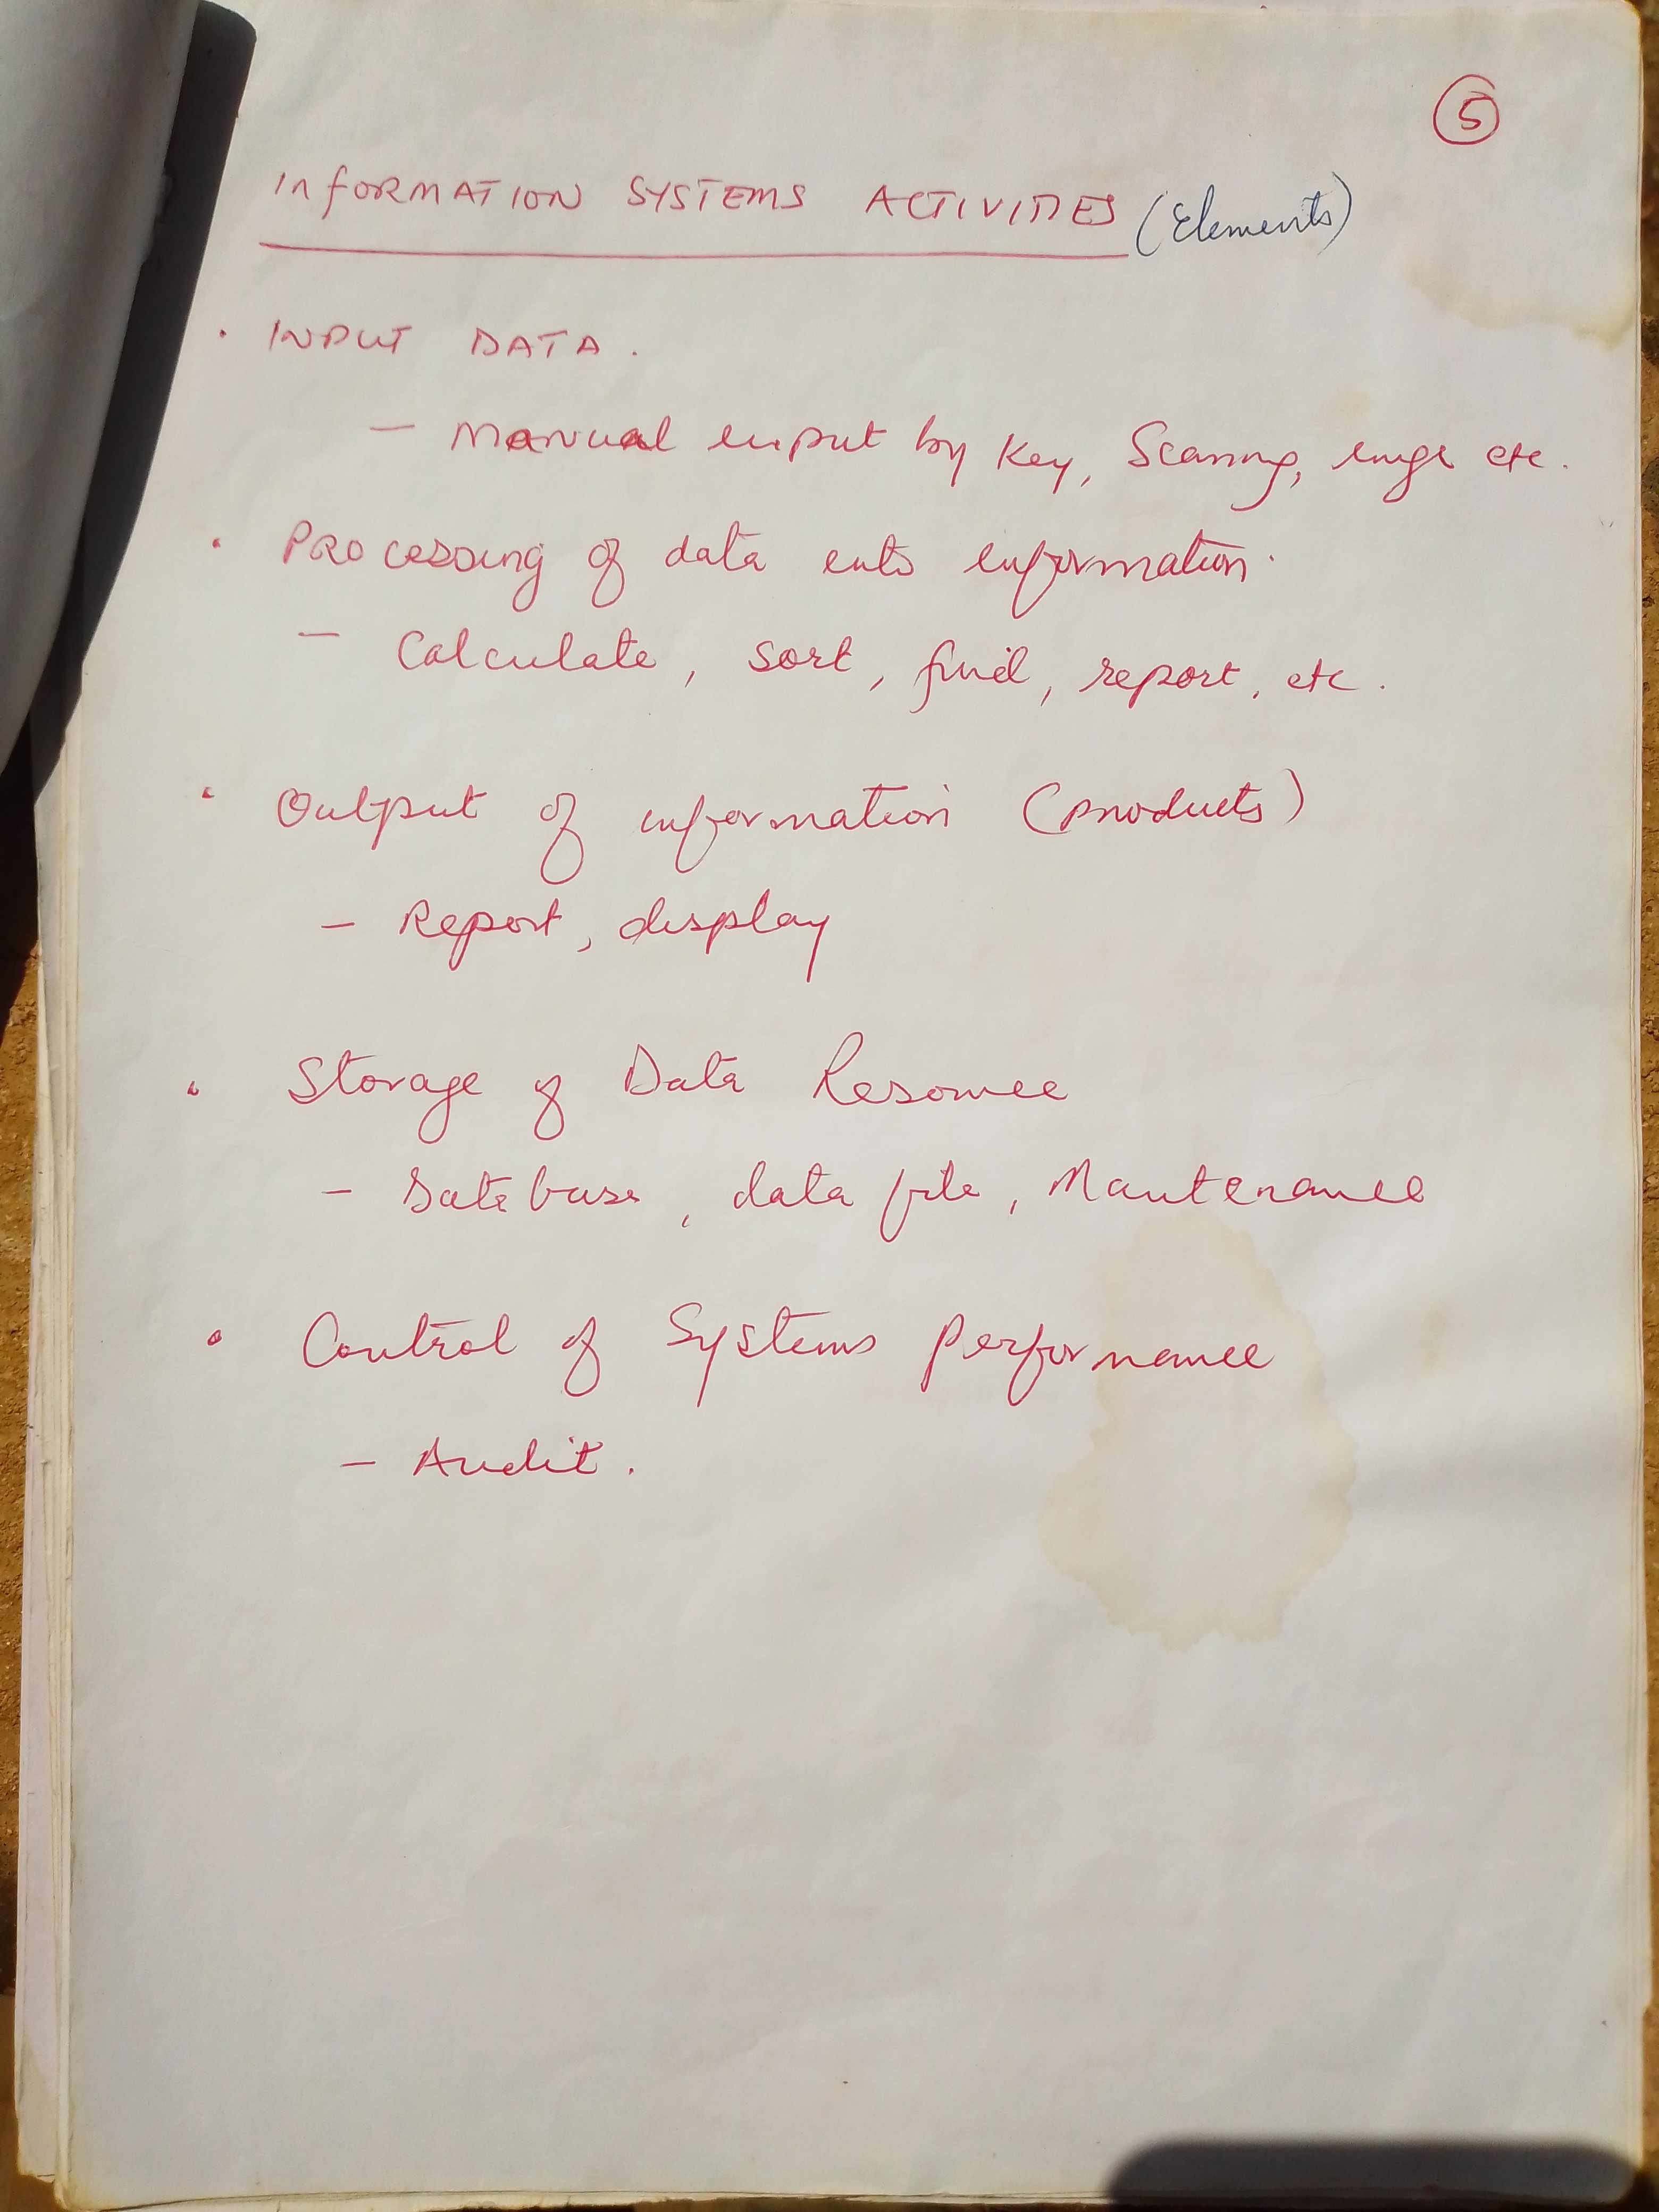 5
InFORMATION SYSTEMS ACTIVITIES (Elements)
· INPUT DATA.
– Manual input by Key, Scanng, etc.
· Processing of data into information.
– Calculate, sort, find, report, etc.
· Output of information (products)
– Report, display
· Storage of Data Resource
– Database, data file, Maintenance
· Control of Systems Performance
– Audit.